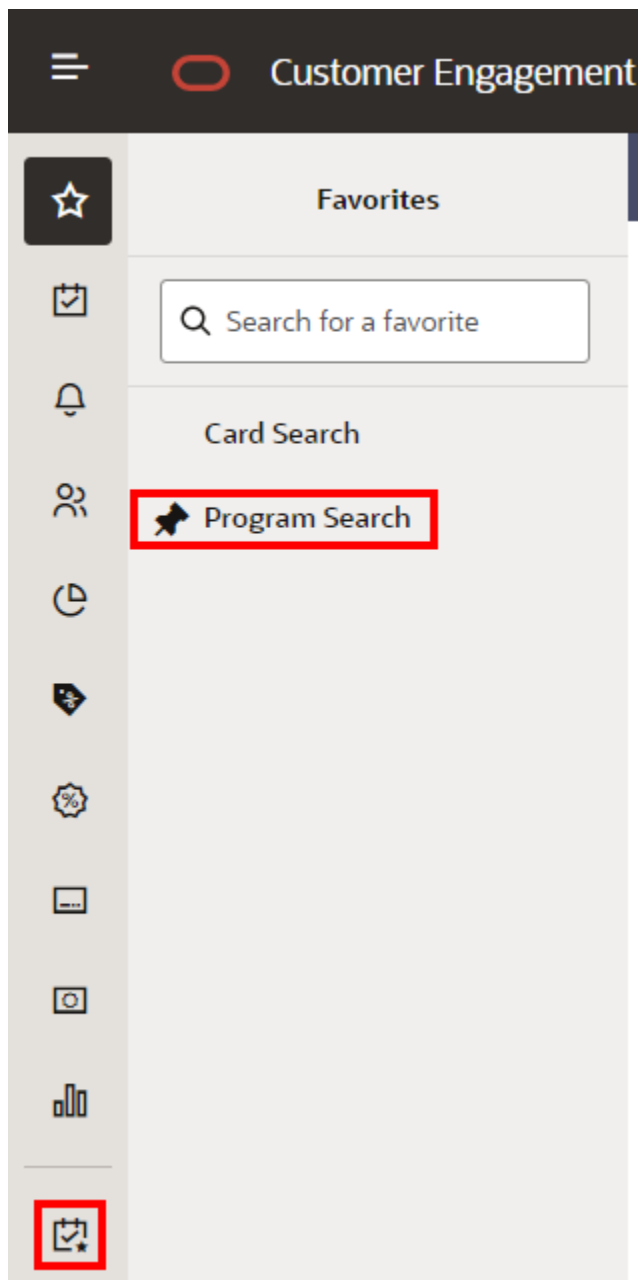 Customer Engagement
Favorites
Search for a favorite
Card Search
Program Search